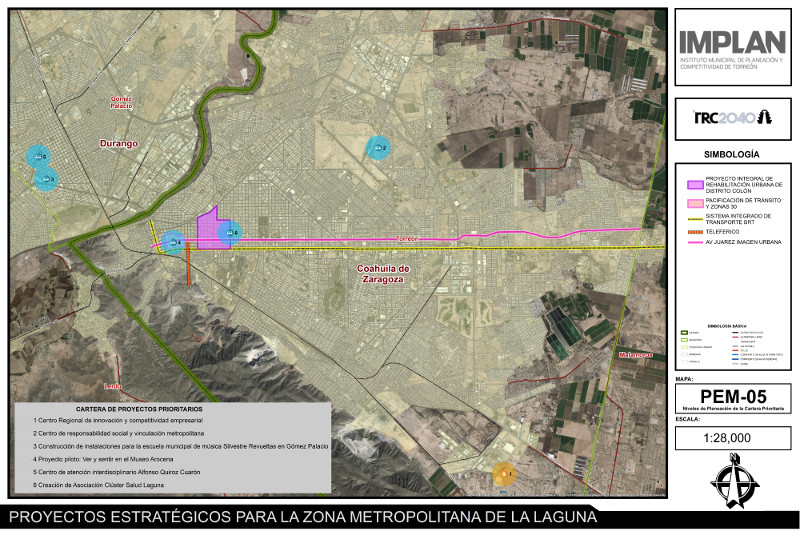 Gómez
Palacio
Durango
Torreón
Coahuila de
Zaragoza
Matamoros
Lerdo
CARTERA DE PROYECTOS PRIORITARIOS
1 Centro Regional de innovación y competitividad empresarial
2 Centro de responsabilidad social y vinculación metropolitana
3 Construcción de instalaciones para la escuela municipal de música Silvestre Revueltas en Gómez Palacio
4 Proyecto piloto: Ver y sentir en el Museo Arocena
5 Centro de atención interdisciplinario Alfonso Quiroz Cuarón
6 Creación de Asociación Clúster Salud Laguna
PROYECTOS ESTRATÉGICOS PARA LA ZONA METROPOLITANA DE LA LAGUNA
IMPLAN
INSTITUTO MUNICIPAL DE PLANEACIÓN Y
COMPETITIVIDAD DE TORREÓN
TRC2040
SIMBOLOGÍA
PROYECTO INTEGRAL DE
REHABILITACIÓN URBANA DE
DISTRITO COLÓN
PACIFICACIÓN DE TRÁNSITO
Y ZONAS 30
SISTEMA INTEGRADO DE
TRANSPORTE BRT
TELEFERICO
AV JUAREZ IMAGEN URBANA
SIMBOLOGÍA BÁSICA
MAPA:
PEM-05
Niveles de Planeación de la Cartera Prioritaria
ESCALA:
1:28,000